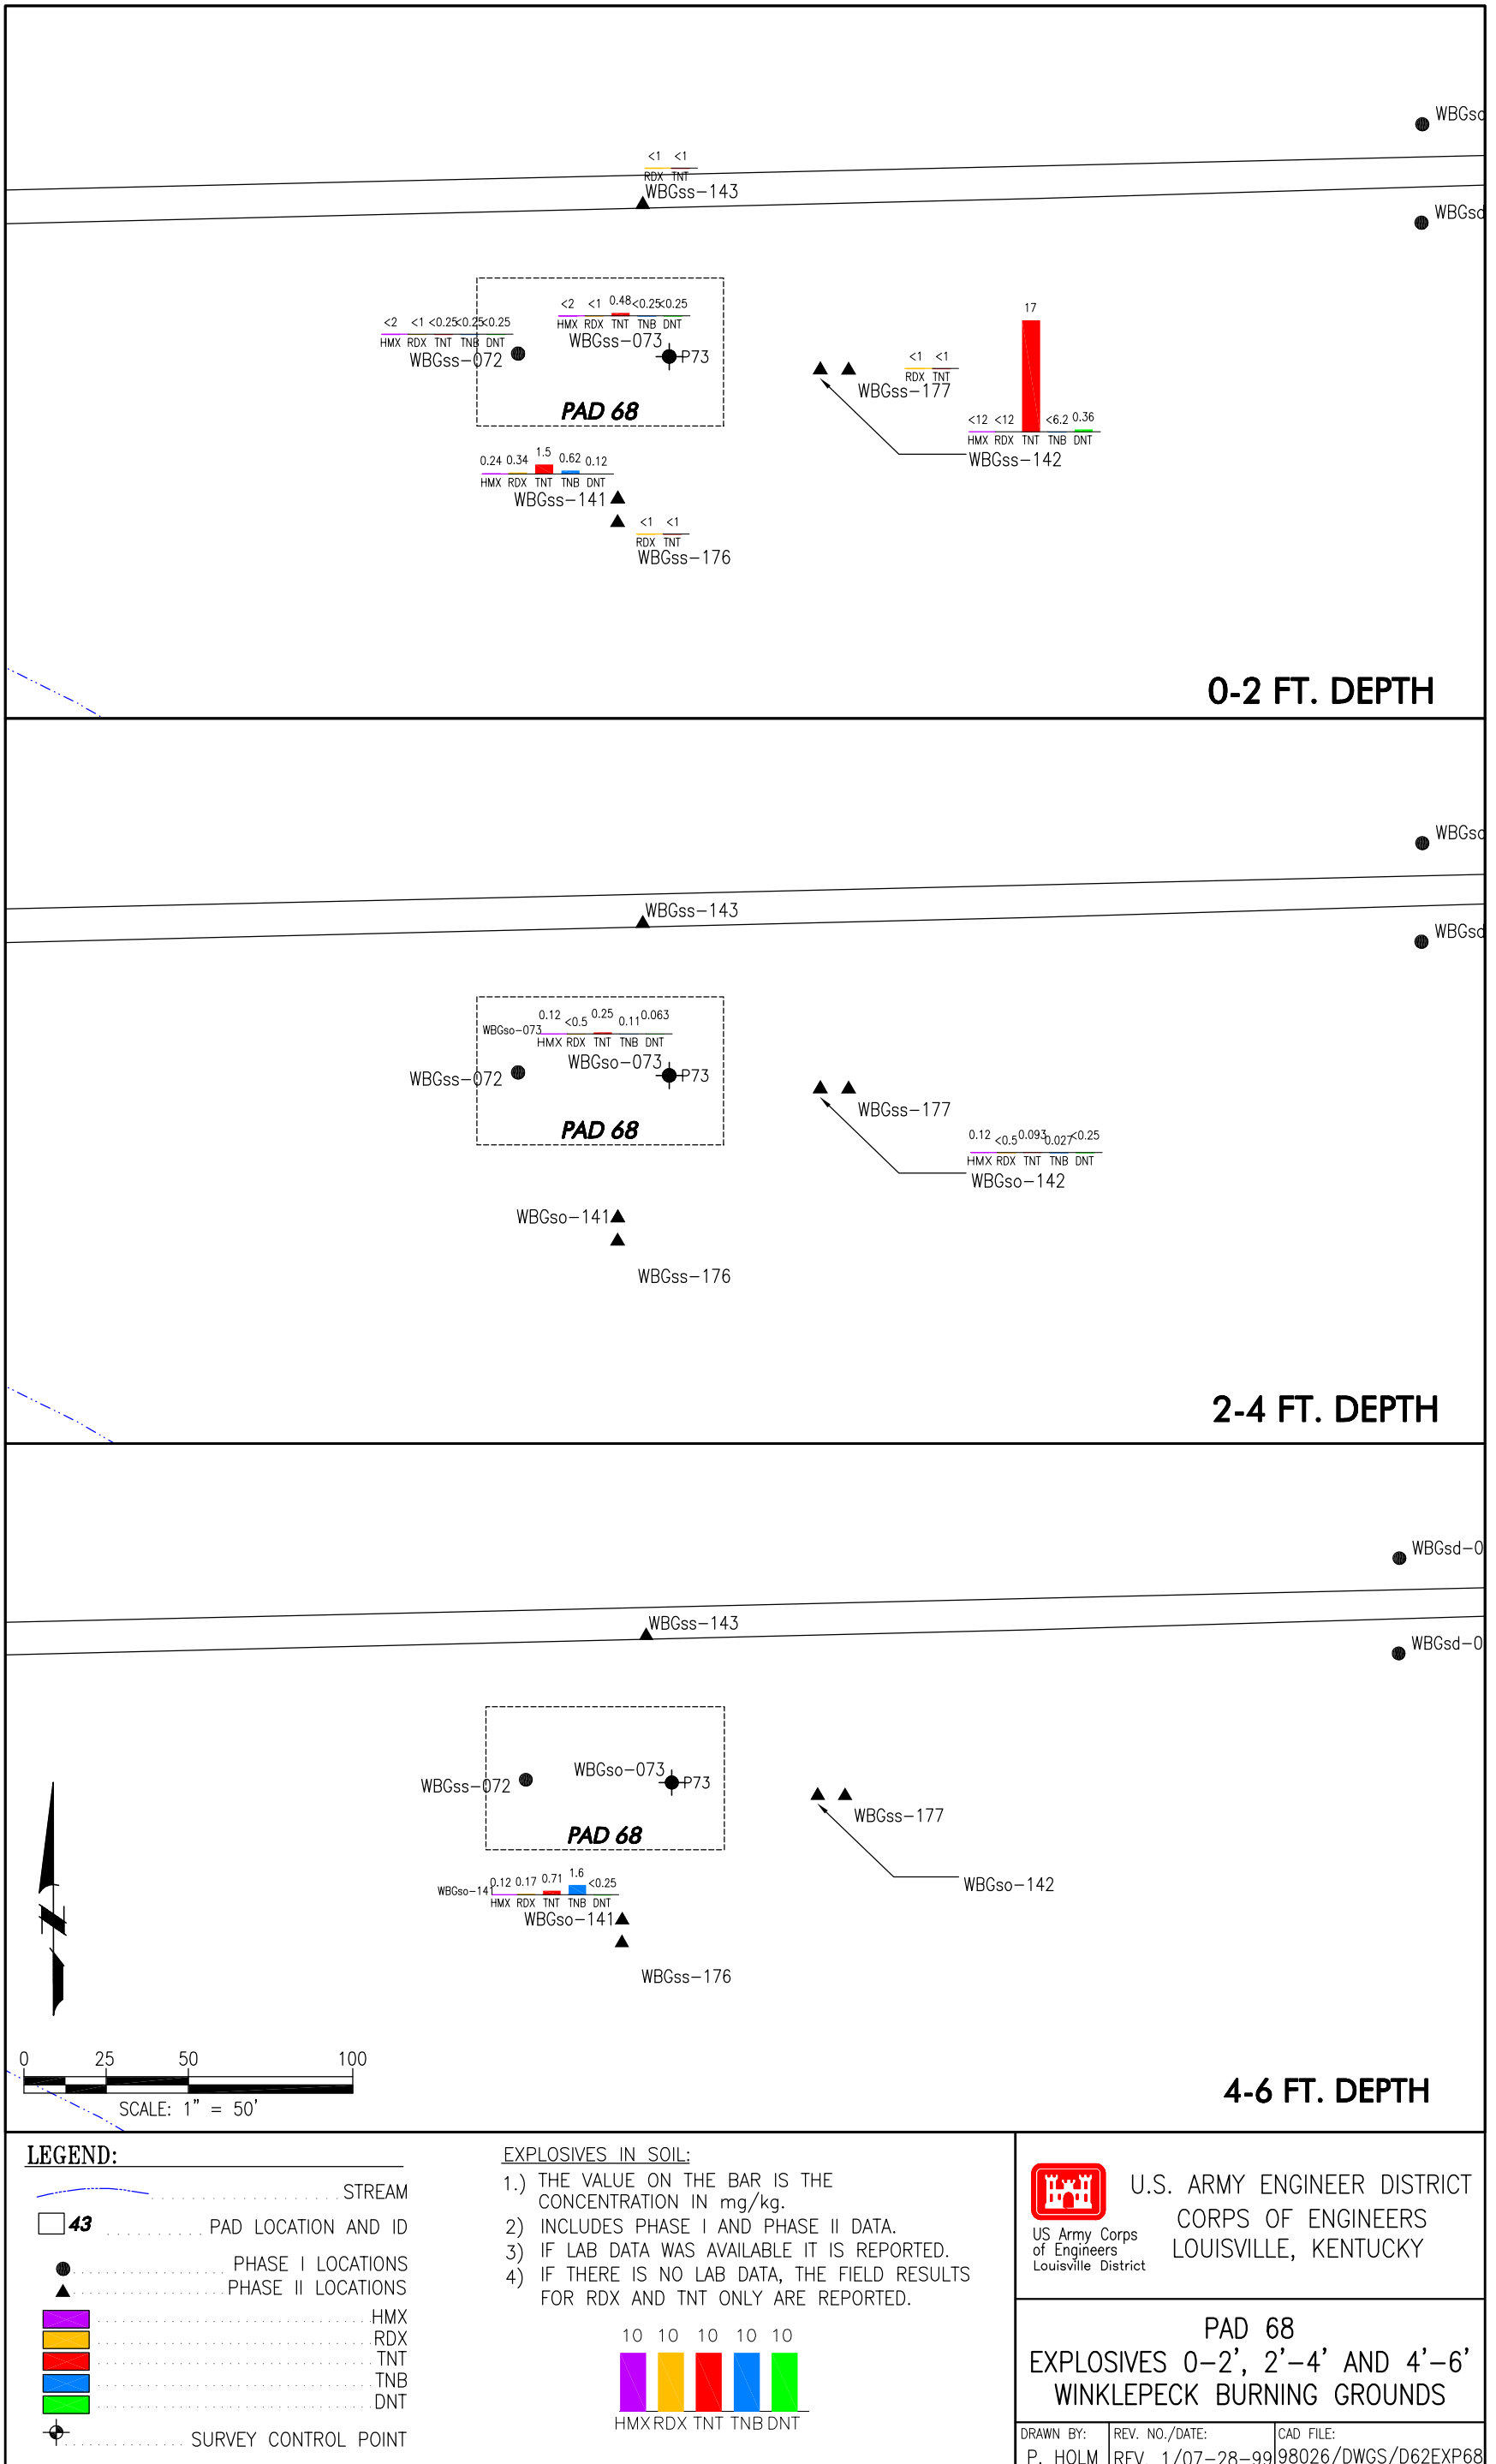 WBGsd
<1 <1
RDX TNT
WBGss-143
WBGsd
<2 <1 0.48 <0.25 <0.25
HMX RDX TNT TNB DNT
WBGss-073
<2 <1 <0.25 <0.25 <0.25
HMX RDX TNT TNB DNT
WBGss-072
P73
PAD 68
<1 <1
RDX TNT
WBGss-177
17
<12 <12 <6.2 0.36
HMX RDX TNT TNB DNT
WBGss-142
0.24 0.34 1.5 0.62 0.12
HMX RDX TNT TNB DNT
WBGss-141
<1 <1
RDX TNT
WBGss-176
0-2 FT. DEPTH
WBGsd
WBGss-143
WBGsd
WBGso-073
0.12 <0.5 0.25 0.11 0.063
HMX RDX TNT TNB DNT
WBGso-073
WBGss-072
P73
PAD 68
WBGss-177
0.12 <0.5 0.093 0.027 <0.25
HMX RDX TNT TNB DNT
WBGso-142
WBGso-141
WBGss-176
2-4 FT. DEPTH
WBGsd-0
WBGss-143
WBGsd-0
WBGso-073
WBGss-072
P73
PAD 68
WBGss-177
WBGso-142
WBGso-141
0.12 0.17 0.71 1.6 <0.25
HMX RDX TNT TNB DNT
WBGso-141
WBGss-176
0 25 50 100
SCALE: 1" = 50'
4-6 FT. DEPTH
LEGEND:
STREAM
43 PAD LOCATION AND ID
PHASE I LOCATIONS
PHASE II LOCATIONS
HMX
RDX
TNT
TNB
DNT
SURVEY CONTROL POINT
EXPLOSIVES IN SOIL:
1.) THE VALUE ON THE BAR IS THE
CONCENTRATION IN mg/kg.
2) INCLUDES PHASE I AND PHASE II DATA.
3) IF LAB DATA WAS AVAILABLE IT IS REPORTED.
4) IF THERE IS NO LAB DATA, THE FIELD RESULTS
FOR RDX AND TNT ONLY ARE REPORTED.
10 10 10 10 10
HMX RDX TNT TNB DNT
US Army Corps
of Engineers
Louisville District
U.S. ARMY ENGINEER DISTRICT
CORPS OF ENGINEERS
LOUISVILLE, KENTUCKY
PAD 68
EXPLOSIVES 0-2', 2'-4' AND 4'-6'
WINKLEPECK BURNING GROUNDS
DRAWN BY:
P. HOLM
REV. NO./DATE:
REV. 1/07-28-99
CAD FILE:
98026/DWGS/D62EXP68